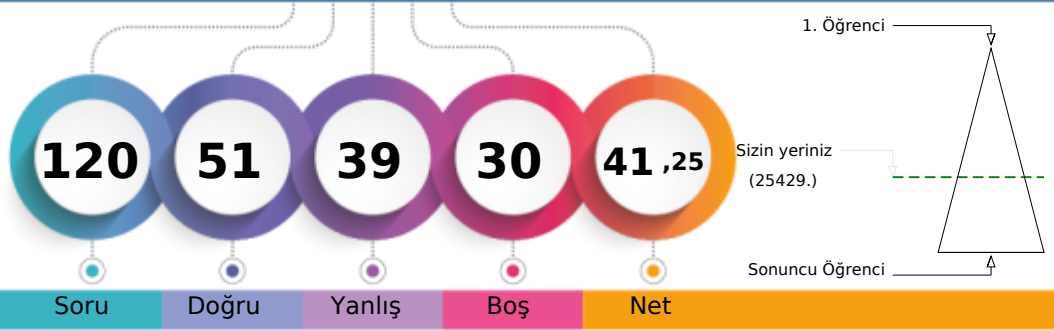 1. Öğrenci
120
51
39
30
41 ,25
Sizin yeriniz
(25429.)
Sonuncu Öğrenci
Soru
Doğru
Yanlış
Boş
Net